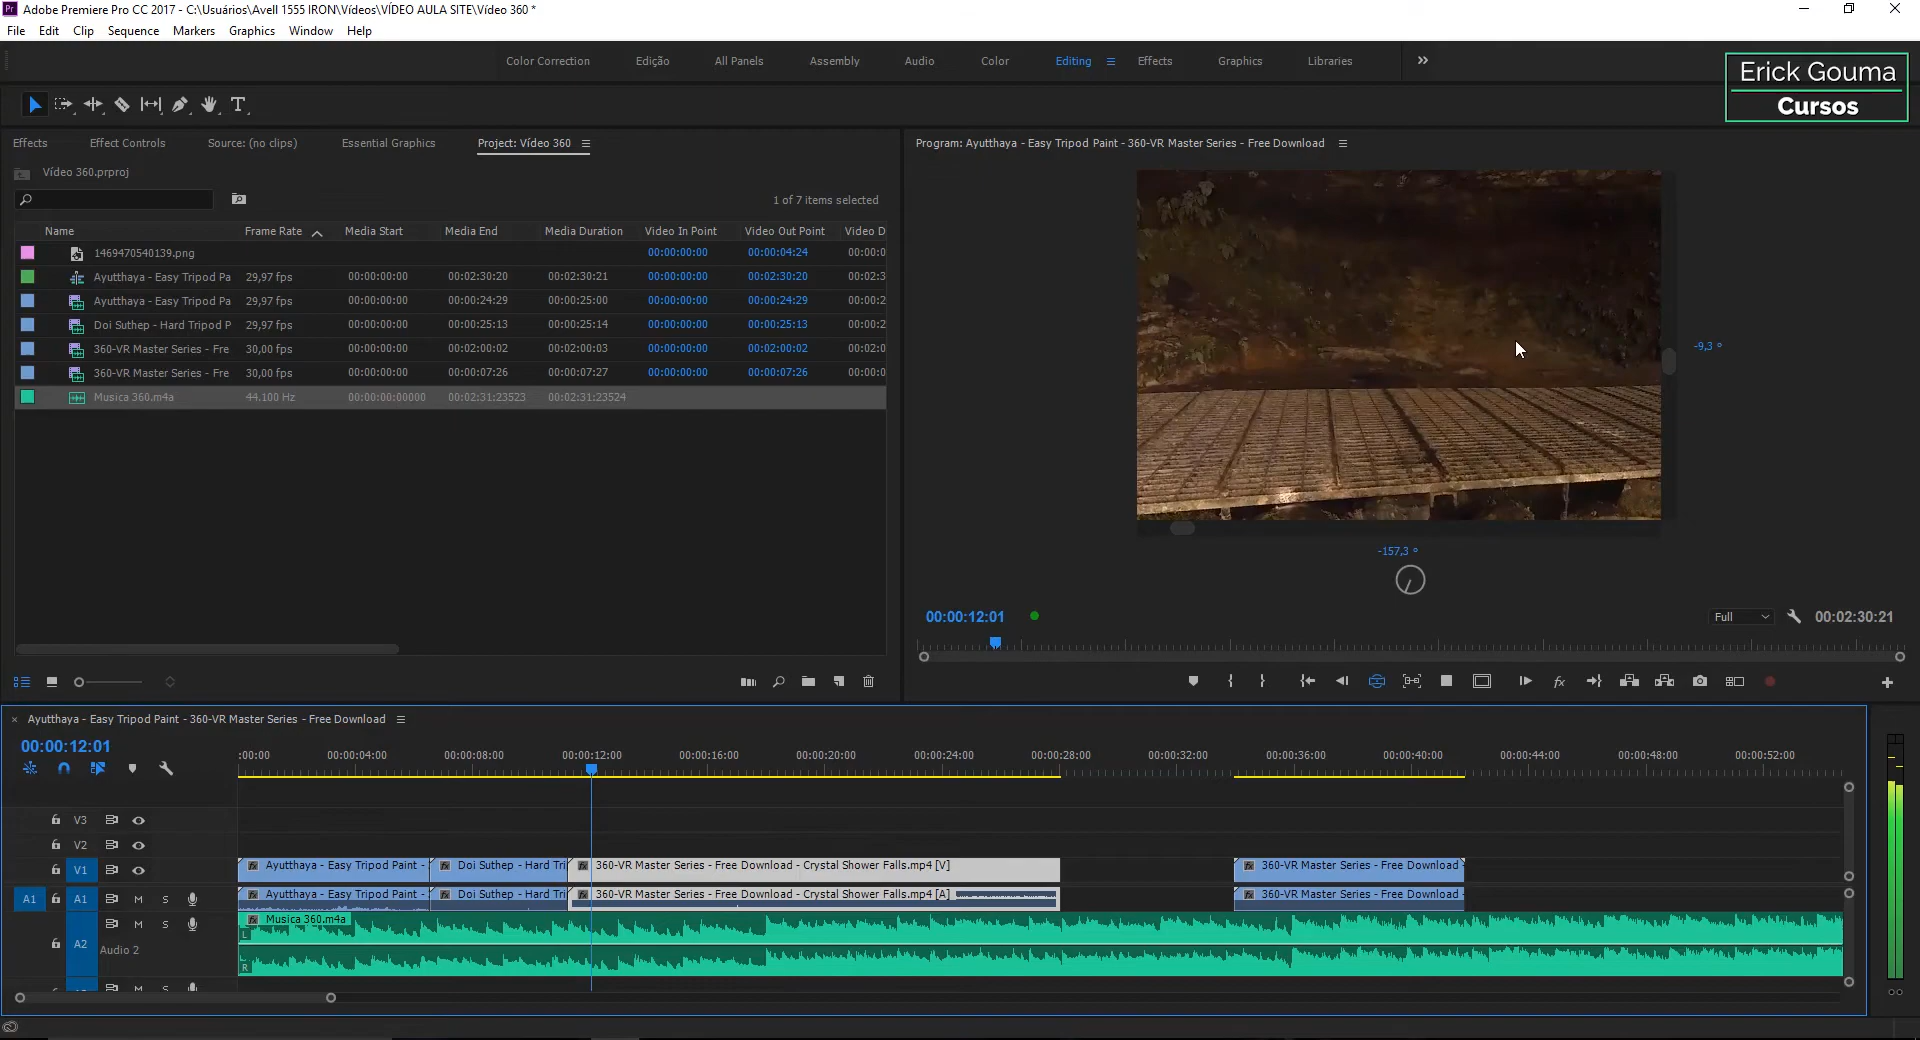 Adobe Premiere Pro CC 2017 - C:\Usuários\Avell 1555 IRON\Vídeos\VÍDEO AULA SITE\Vídeo 360 *
File Edit Clip Sequence Markers Graphics Window Help
Color Correction Edição All Panels Assembly Audio Color Editing Effects Graphics Libraries
Erick Gouma
Cursos
Effects Effect Controls Source: (no clips) Essential Graphics Project: Vídeo 360
Program: Ayutthaya - Easy Tripod Paint - 360-VR Master Series - Free Download
Vídeo 360.prproj
1 of 7 items selected
Name Frame Rate Media Start Media End Media Duration Video In Point Video Out Point Video D
1469470540139.png 00:00:00:00 00:00:04:24 00:00:0
Ayutthaya - Easy Tripod Pa 29,97 fps 00:00:00:00 00:02:30:20 00:02:30:21 00:00:00:00 00:02:30:20 00:02:3
Ayutthaya - Easy Tripod Pa 29,97 fps 00:00:00:00 00:00:24:29 00:00:25:00 00:00:00:00 00:00:24:29 00:00:2
Doi Suthep - Hard Tripod P 29,97 fps 00:00:00:00 00:00:25:13 00:00:25:14 00:00:00:00 00:00:25:13 00:00:2
360-VR Master Series - Fre 30,00 fps 00:00:00:00 00:02:00:02 00:02:00:03 00:00:00:00 00:02:00:02 00:02:0
360-VR Master Series - Fre 30,00 fps 00:00:00:00 00:00:07:26 00:00:07:27 00:00:00:00 00:00:07:26 00:00:0
Musica 360.m4a 44.100 Hz 00:00:00:00000 00:02:31:23523 00:02:31:23524
-9,3 °
-157,3 °
00:00:12:01 Full 00:02:30:21
Ayutthaya - Easy Tripod Paint - 360-VR Master Series - Free Download
00:00:12:01
:00:00 00:00:04:00 00:00:08:00 00:00:12:00 00:00:16:00 00:00:20:00 00:00:24:00 00:00:28:00 00:00:32:00 00:00:36:00 00:00:40:00 00:00:44:00 00:00:48:00 00:00:52:00
V3
V2
V1 Ayutthaya - Easy Tripod Paint - Doi Suthep - Hard Tri 360-VR Master Series - Free Download - Crystal Shower Falls.mp4 [V] 360-VR Master Series - Free Download
A1 A1 M S Ayutthaya - Easy Tripod Paint - Doi Suthep - Hard Tri 360-VR Master Series - Free Download - Crystal Shower Falls.mp4 [A] 360-VR Master Series - Free Download
M S Musica 360.m4a
L
A2 Audio 2
R
M S